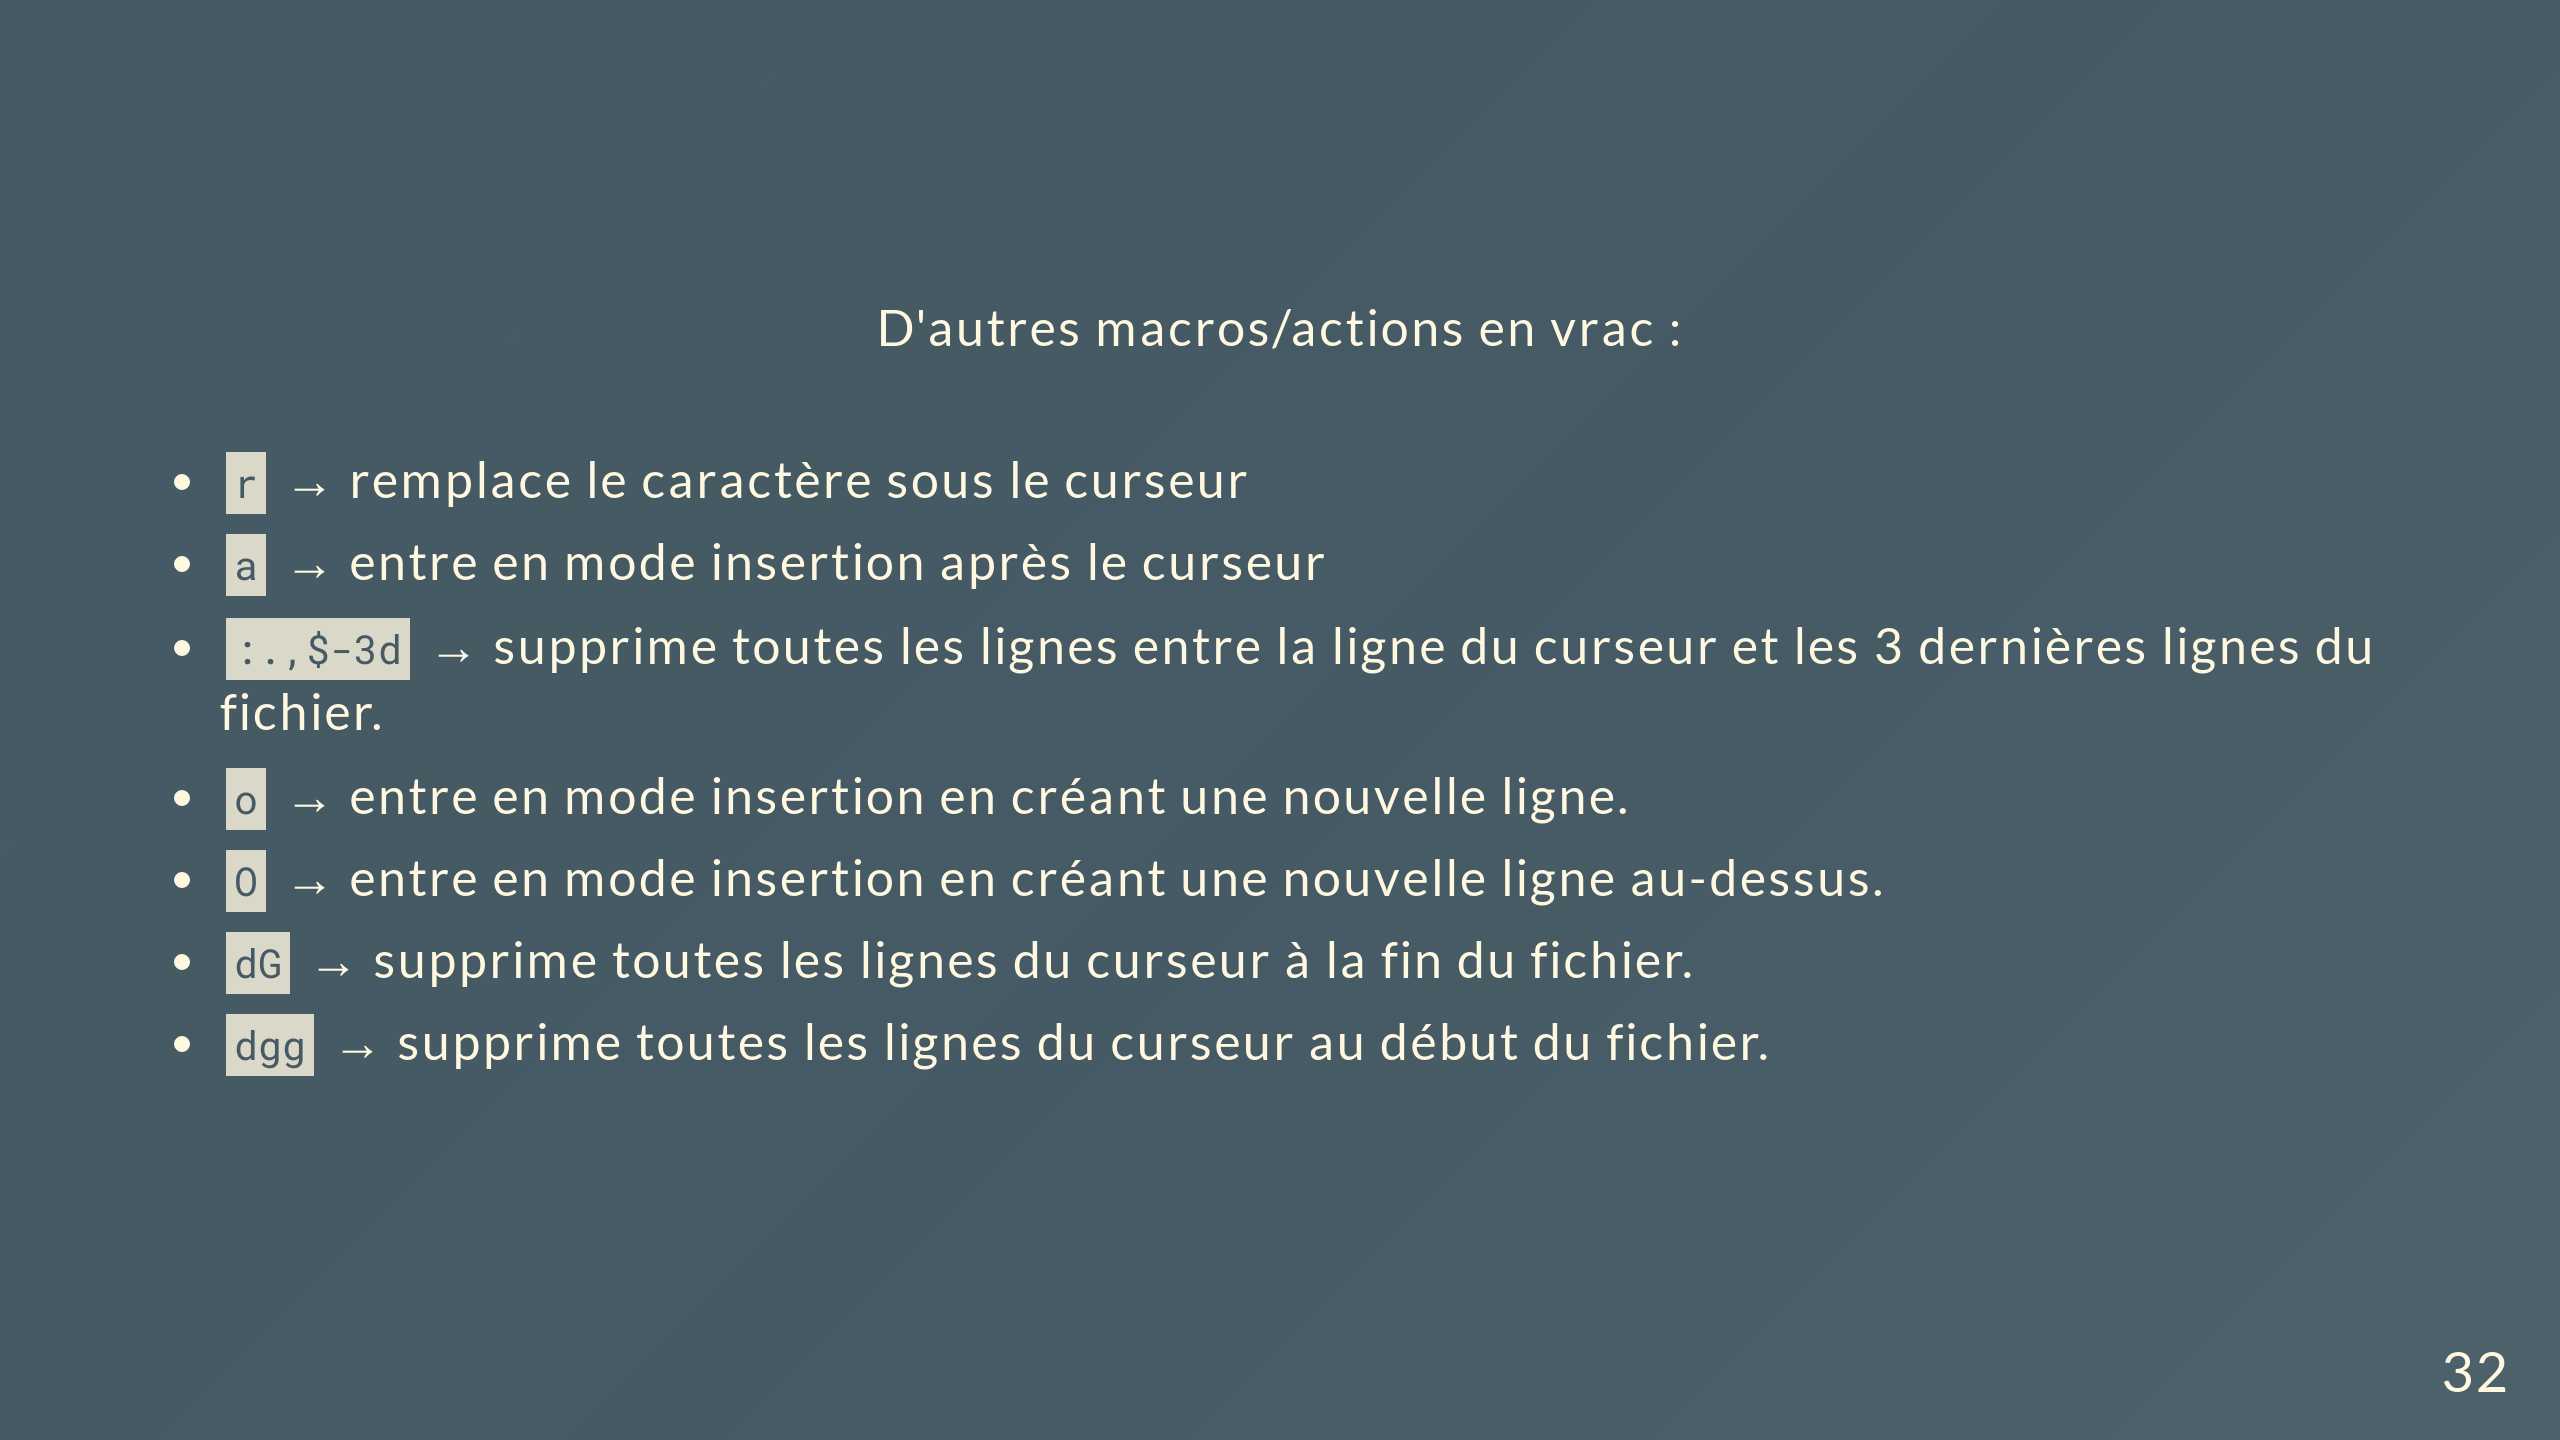 D'autres macros/actions en vrac :
• r → remplace le caractère sous le curseur
• a → entre en mode insertion après le curseur
• :.,$-3d → supprime toutes les lignes entre la ligne du curseur et les 3 dernières lignes du
fichier.
• o → entre en mode insertion en créant une nouvelle ligne.
• O → entre en mode insertion en créant une nouvelle ligne au-dessus.
• dG → supprime toutes les lignes du curseur à la fin du fichier.
• dgg → supprime toutes les lignes du curseur au début du fichier.
32